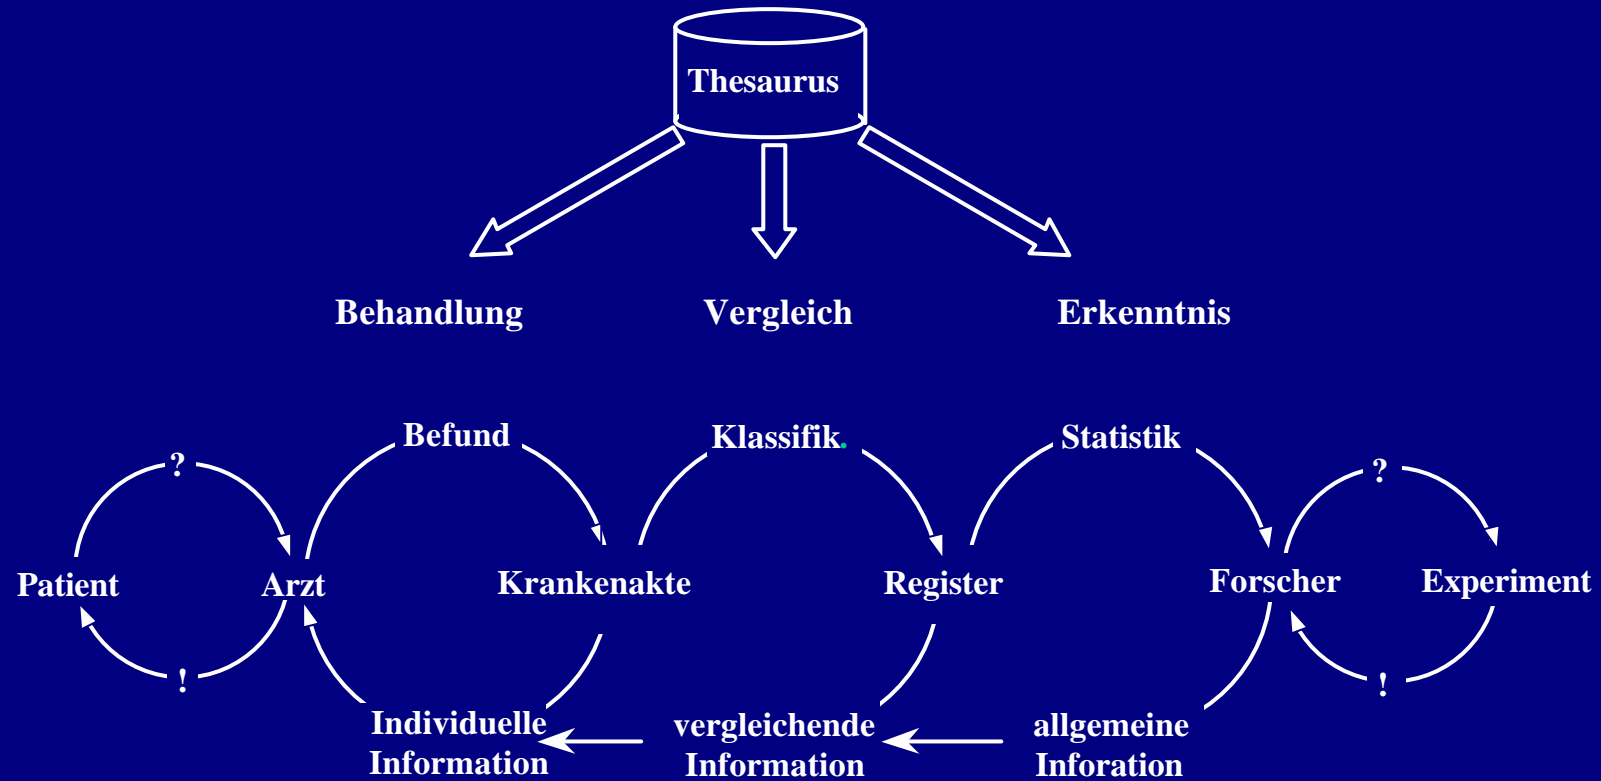 Thesaurus
Behandlung Vergleich Erkenntnis
Befund Klassifik. Statistik
? ?
Patient Arzt Krankenakte Register Forscher Experiment
! !
Individuelle vergleichende allgemeine
Information Information Inforation